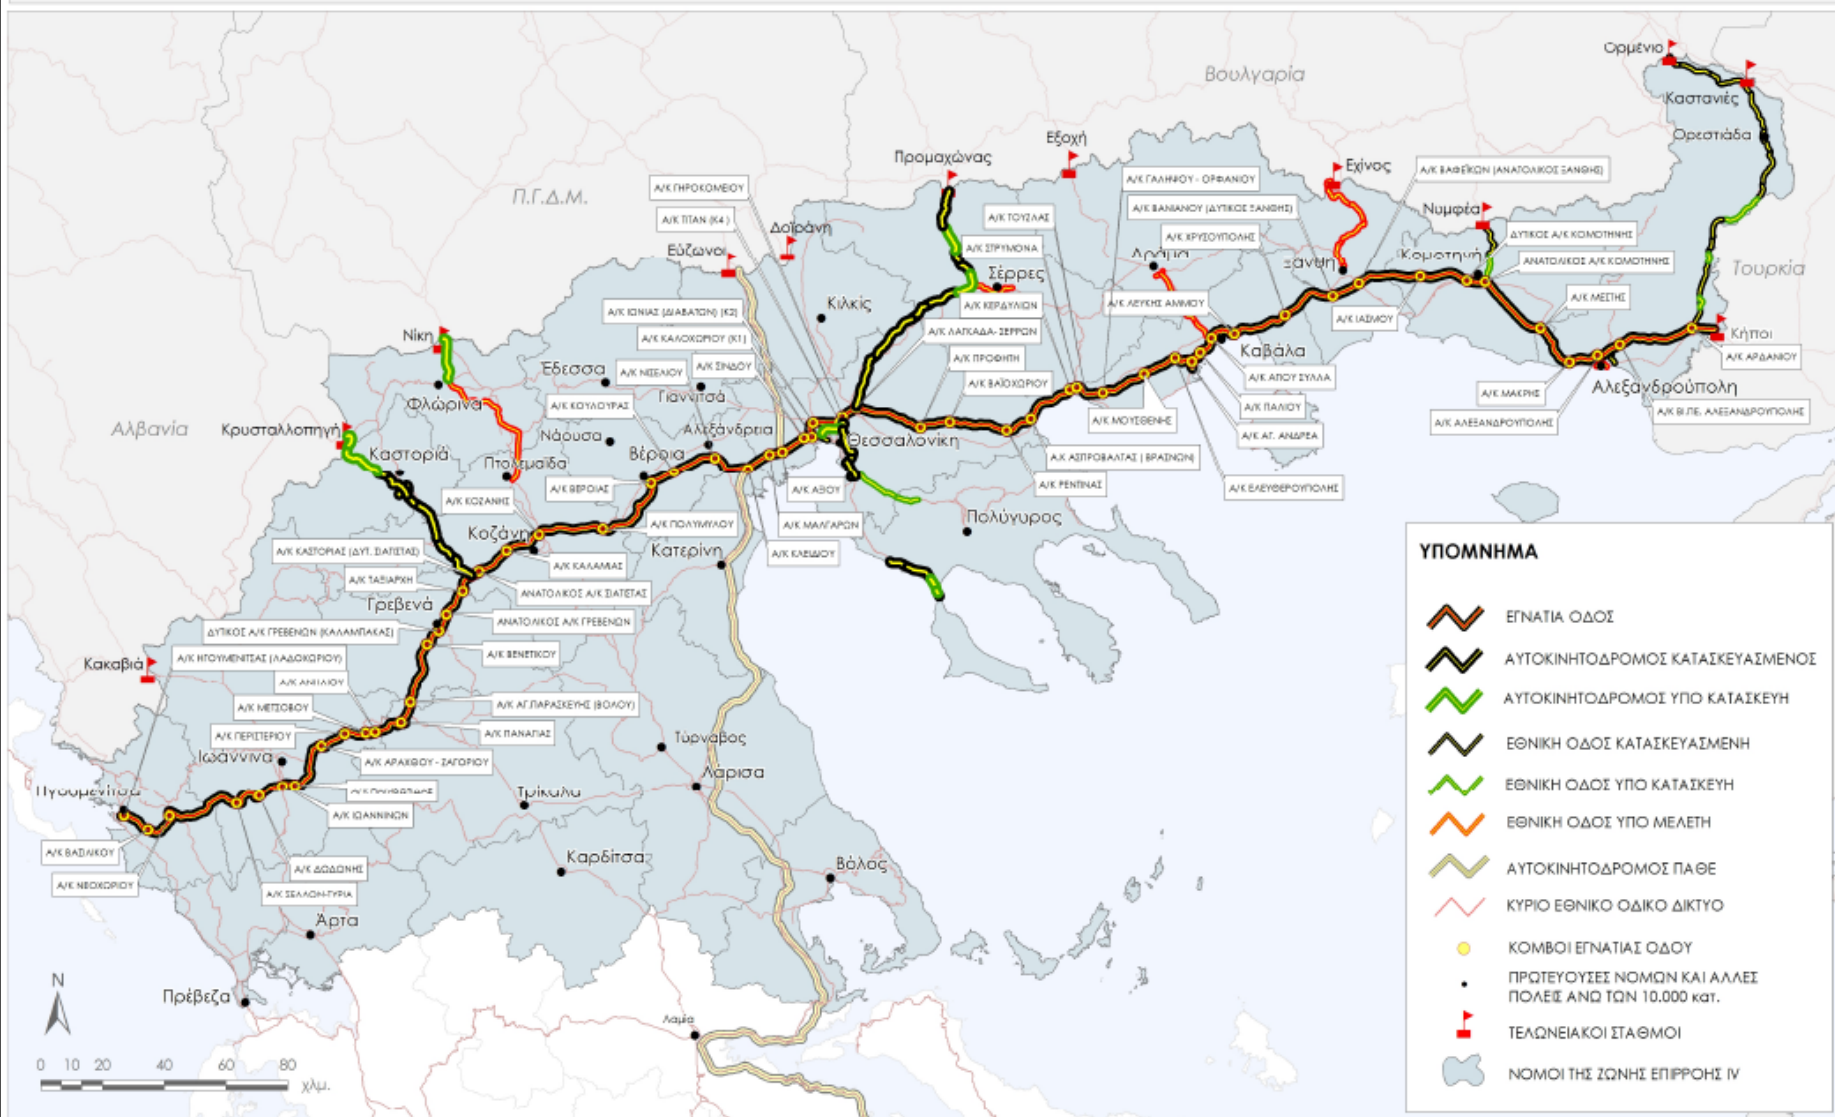 Ορμένιο
Βουλγαρία
Καστανιές
Ορεστιάδα
Εξοχή
Προμαχώνας
Εχίνος
Α/Κ ΒΑΦΕΪΚΩΝ (ΑΝΑΤΟΛΙΚΟΣ ΞΑΝΘΗΣ)
Α/Κ ΓΑΛΗΨΟΥ - ΟΡΦΑΝΙΟΥ
Α/Κ ΓΗΡΟΚΟΜΕΙΟΥ
Π.Γ.Δ.Μ.
Α/Κ ΒΑΝΙΑΝΟΥ (ΔΥΤΙΚΟΣ ΞΑΝΘΗΣ)
Νυμφέα
Α/Κ ΤΙΤΑΝ (Κ4)
Α/Κ ΤΟΥΖΛΑΣ
Δοϊράνη
Α/Κ ΧΡΥΣΟΥΠΟΛΗΣ
ΔΥΤΙΚΟΣ Α/Κ ΚΟΜΟΤΗΝΗΣ
Εύζωνοι
Α/Κ ΣΤΡΥΜΟΝΑ
Δράμα
Ξάνθη
Κομοτηνή
ΑΝΑΤΟΛΙΚΟΣ Α/Κ ΚΟΜΟΤΗΝΗΣ
Τουρκία
Σέρρες
Α/Κ ΜΕΣΤΗΣ
Κιλκίς
Α/Κ ΚΕΡΔΥΛΙΩΝ
Α/Κ ΛΕΥΚΗΣ ΑΜΜΟΥ
Α/Κ ΙΩΝΙΑΣ (ΔΙΑΒΑΤΩΝ) (Κ2)
Α/Κ ΙΑΣΜΟΥ
Νίκη
Α/Κ ΚΑΛΟΧΩΡΙΟΥ (Κ1)
Α/Κ ΛΑΓΚΑΔΑ- ΣΕΡΡΩΝ
Κήποι
Α/Κ ΑΡΔΑΝΙΟΥ
Καβάλα
Έδεσσα
Α/Κ ΝΙΣΕΛΙΟΥ
Α/Κ ΣΙΝΔΟΥ
Α/Κ ΠΡΟΦΗΤΗ
Α/Κ ΑΓΙΟΥ ΣΥΛΛΑ
Γιαννιτσά
Α/Κ ΒΑΪΟΧΩΡΙΟΥ
Α/Κ ΜΑΚΡΗΣ
Αλεξανδρούπολη
Φλώρινα
Α/Κ ΚΟΥΛΟΥΡΑΣ
Α/Κ ΠΑΛΙΟΥ
Α/Κ ΒΙ.ΠΕ. ΑΛΕΞΑΝΔΡΟΥΠΟΛΗΣ
Αλβανία
Κρυσταλλοπηγή
Αλεξάνδρεια
Α/Κ ΜΟΥΣΘΕΝΗΣ
Α/Κ ΑΛΕΞΑΝΔΡΟΥΠΟΛΗΣ
Νάουσα
Θεσσαλονίκη
Α/Κ ΑΓ. ΑΝΔΡΕΑ
Καστοριά
Βέροια
Α.Κ ΑΣΠΡΟΒΑΛΤΑΣ ( ΒΡΑΣΝΩΝ)
Πτολεμαΐδα
Α/Κ ΒΕΡΟΙΑΣ
Α/Κ ΑΞΙΟΥ
Α/Κ ΡΕΝΤΙΝΑΣ
Α/Κ ΕΛΕΥΘΕΡΟΥΠΟΛΗΣ
Α/Κ ΚΟΖΑΝΗΣ
Πολύγυρος
Κοζάνη
Α/Κ ΠΟΛΥΜΥΛΟΥ
Α/Κ ΜΑΛΓΑΡΩΝ
Α/Κ ΚΑΣΤΟΡΙΑΣ (ΔΥΤ. ΣΙΑΤΙΣΤΑΣ)
Κατερίνη
Α/Κ ΚΛΕΙΔΙΟΥ
ΥΠΟΜΝΗΜΑ
Α/Κ ΚΑΛΑΜΙΑΣ
Α/Κ ΤΑΞΙΑΡΧΗ
ΑΝΑΤΟΛΙΚΟΣ Α/Κ ΣΙΑΤΙΣΤΑΣ
Γρεβενά
ΕΓΝΑΤΙΑ ΟΔΟΣ
ΑΝΑΤΟΛΙΚΟΣ Α/Κ ΓΡΕΒΕΝΩΝ
ΔΥΤΙΚΟΣ Α/Κ ΓΡΕΒΕΝΩΝ (ΚΑΛΑΜΠΑΚΑΣ)
Α/Κ ΒΕΝΕΤΙΚΟΥ
Α/Κ ΗΓΟΥΜΕΝΙΤΣΑΣ (ΛΑΔΟΧΩΡΙΟΥ)
ΑΥΤΟΚΙΝΗΤΟΔΡΟΜΟΣ ΚΑΤΑΣΚΕΥΑΣΜΕΝΟΣ
Κακαβιά
Α/Κ ΑΝΗΛΙΟΥ
ΑΥΤΟΚΙΝΗΤΟΔΡΟΜΟΣ ΥΠΟ ΚΑΤΑΣΚΕΥΗ
Α/Κ ΜΕΤΣΟΒΟΥ
Α/Κ ΑΓ.ΠΑΡΑΣΚΕΥΗΣ (ΒΟΛΟΥ)
Α/Κ ΠΕΡΙΣΤΕΡΙΟΥ
Α/Κ ΠΑΝΑΓΙΑΣ
Τύρναβος
ΕΘΝΙΚΗ ΟΔΟΣ ΚΑΤΑΣΚΕΥΑΣΜΕΝΗ
Ιωάννινα
Α/Κ ΑΡΑΧΘΟΥ - ΖΑΓΟΡΙΟΥ
Λάρισα
ΕΘΝΙΚΗ ΟΔΟΣ ΥΠΟ ΚΑΤΑΣΚΕΥΗ
Ηγουμενίτσα
Τρίκαλα
Α/Κ ΙΩΑΝΝΙΝΩΝ
ΕΘΝΙΚΗ ΟΔΟΣ ΥΠΟ ΜΕΛΕΤΗ
Α/Κ ΒΑΣΙΛΙΚΟΥ
Καρδίτσα
Βόλος
Α/Κ ΔΩΔΩΝΗΣ
ΑΥΤΟΚΙΝΗΤΟΔΡΟΜΟΣ ΠΑΘΕ
Α/Κ ΝΕΟΧΩΡΙΟΥ
Α/Κ ΣΕΛΛΩΝ-ΤΥΡΙΑ
ΚΥΡΙΟ ΕΘΝΙΚΟ ΟΔΙΚΟ ΔΙΚΤΥΟ
Άρτα
ΚΟΜΒΟΙ ΕΓΝΑΤΙΑΣ ΟΔΟΥ
ΠΡΩΤΕΥΟΥΣΕΣ ΝΟΜΩΝ ΚΑΙ ΑΛΛΕΣ
ΠΟΛΕΙΣ ΑΝΩ ΤΩΝ 10.000 κατ.
N
Πρέβεζα
Λαμία
ΤΕΛΩΝΕΙΑΚΟΙ ΣΤΑΘΜΟΙ
0 10 20 40 60 80
χλμ.
ΝΟΜΟΙ ΤΗΣ ΖΩΝΗΣ ΕΠΙΡΡΟΗΣ IV